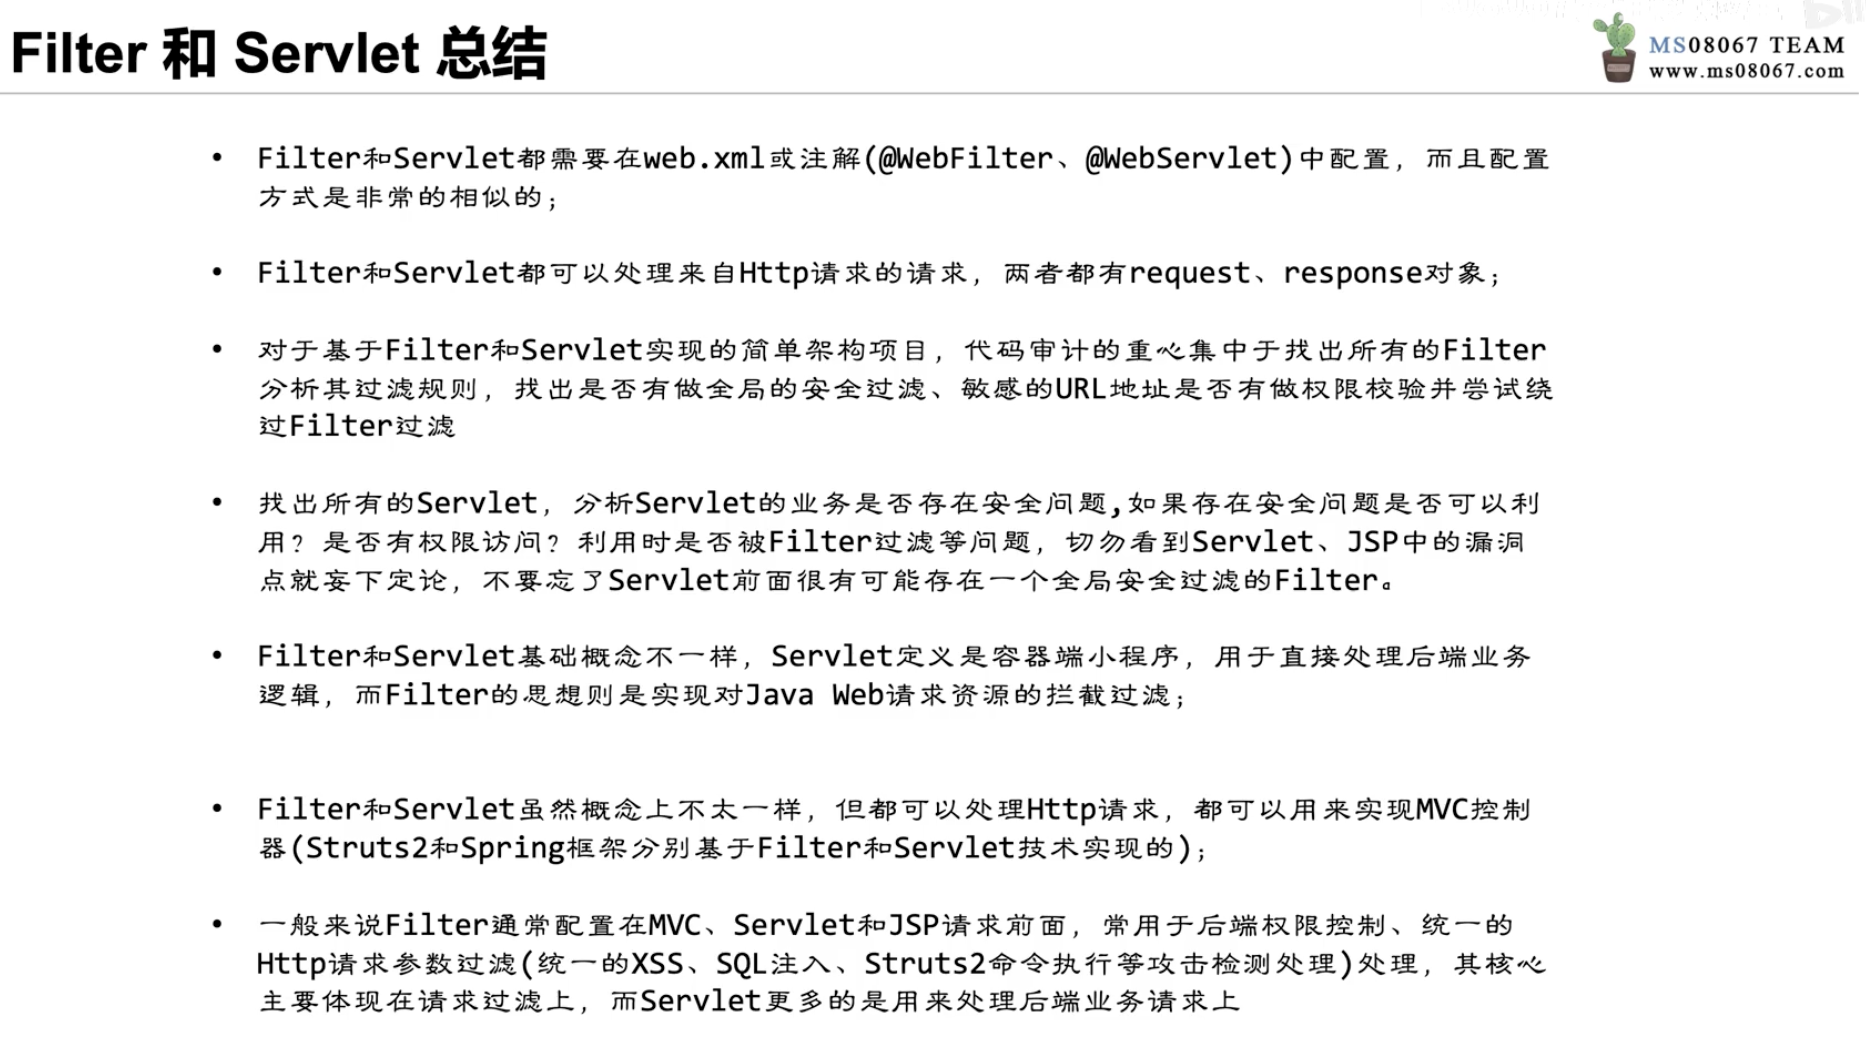 Filter 和 Servlet 总结
MS08067 TEAM
www.ms08067.com
• Filter和Servlet都需要在web.xml或注解(@WebFilter、@WebServlet)中配置，而且配置
方式是非常的相似的；
• Filter和Servlet都可以处理来自Http请求的请求，两者都有request、response对象；
• 对于基于Filter和Servlet实现的简单架构项目，代码审计的重心集中于找出所有的Filter
分析其过滤规则，找出是否有做全局的安全过滤、敏感的URL地址是否有做权限校验并尝试绕
过Filter过滤
• 找出所有的Servlet，分析Servlet的业务是否存在安全问题,如果存在安全问题是否可以利
用？是否有权限访问？利用时是否被Filter过滤等问题，切勿看到Servlet、JSP中的漏洞
点就妄下定论，不要忘了Servlet前面很有可能存在一个全局安全过滤的Filter。
• Filter和Servlet基础概念不一样，Servlet定义是容器端小程序，用于直接处理后端业务
逻辑，而Filter的思想则是实现对Java Web请求资源的拦截过滤；
• Filter和Servlet虽然概念上不太一样，但都可以处理Http请求，都可以用来实现MVC控制
器(Struts2和Spring框架分别基于Filter和Servlet技术实现的)；
• 一般来说Filter通常配置在MVC、Servlet和JSP请求前面，常用于后端权限控制、统一的
Http请求参数过滤(统一的XSS、SQL注入、Struts2命令执行等攻击检测处理)处理，其核心
主要体现在请求过滤上，而Servlet更多的是用来处理后端业务请求上